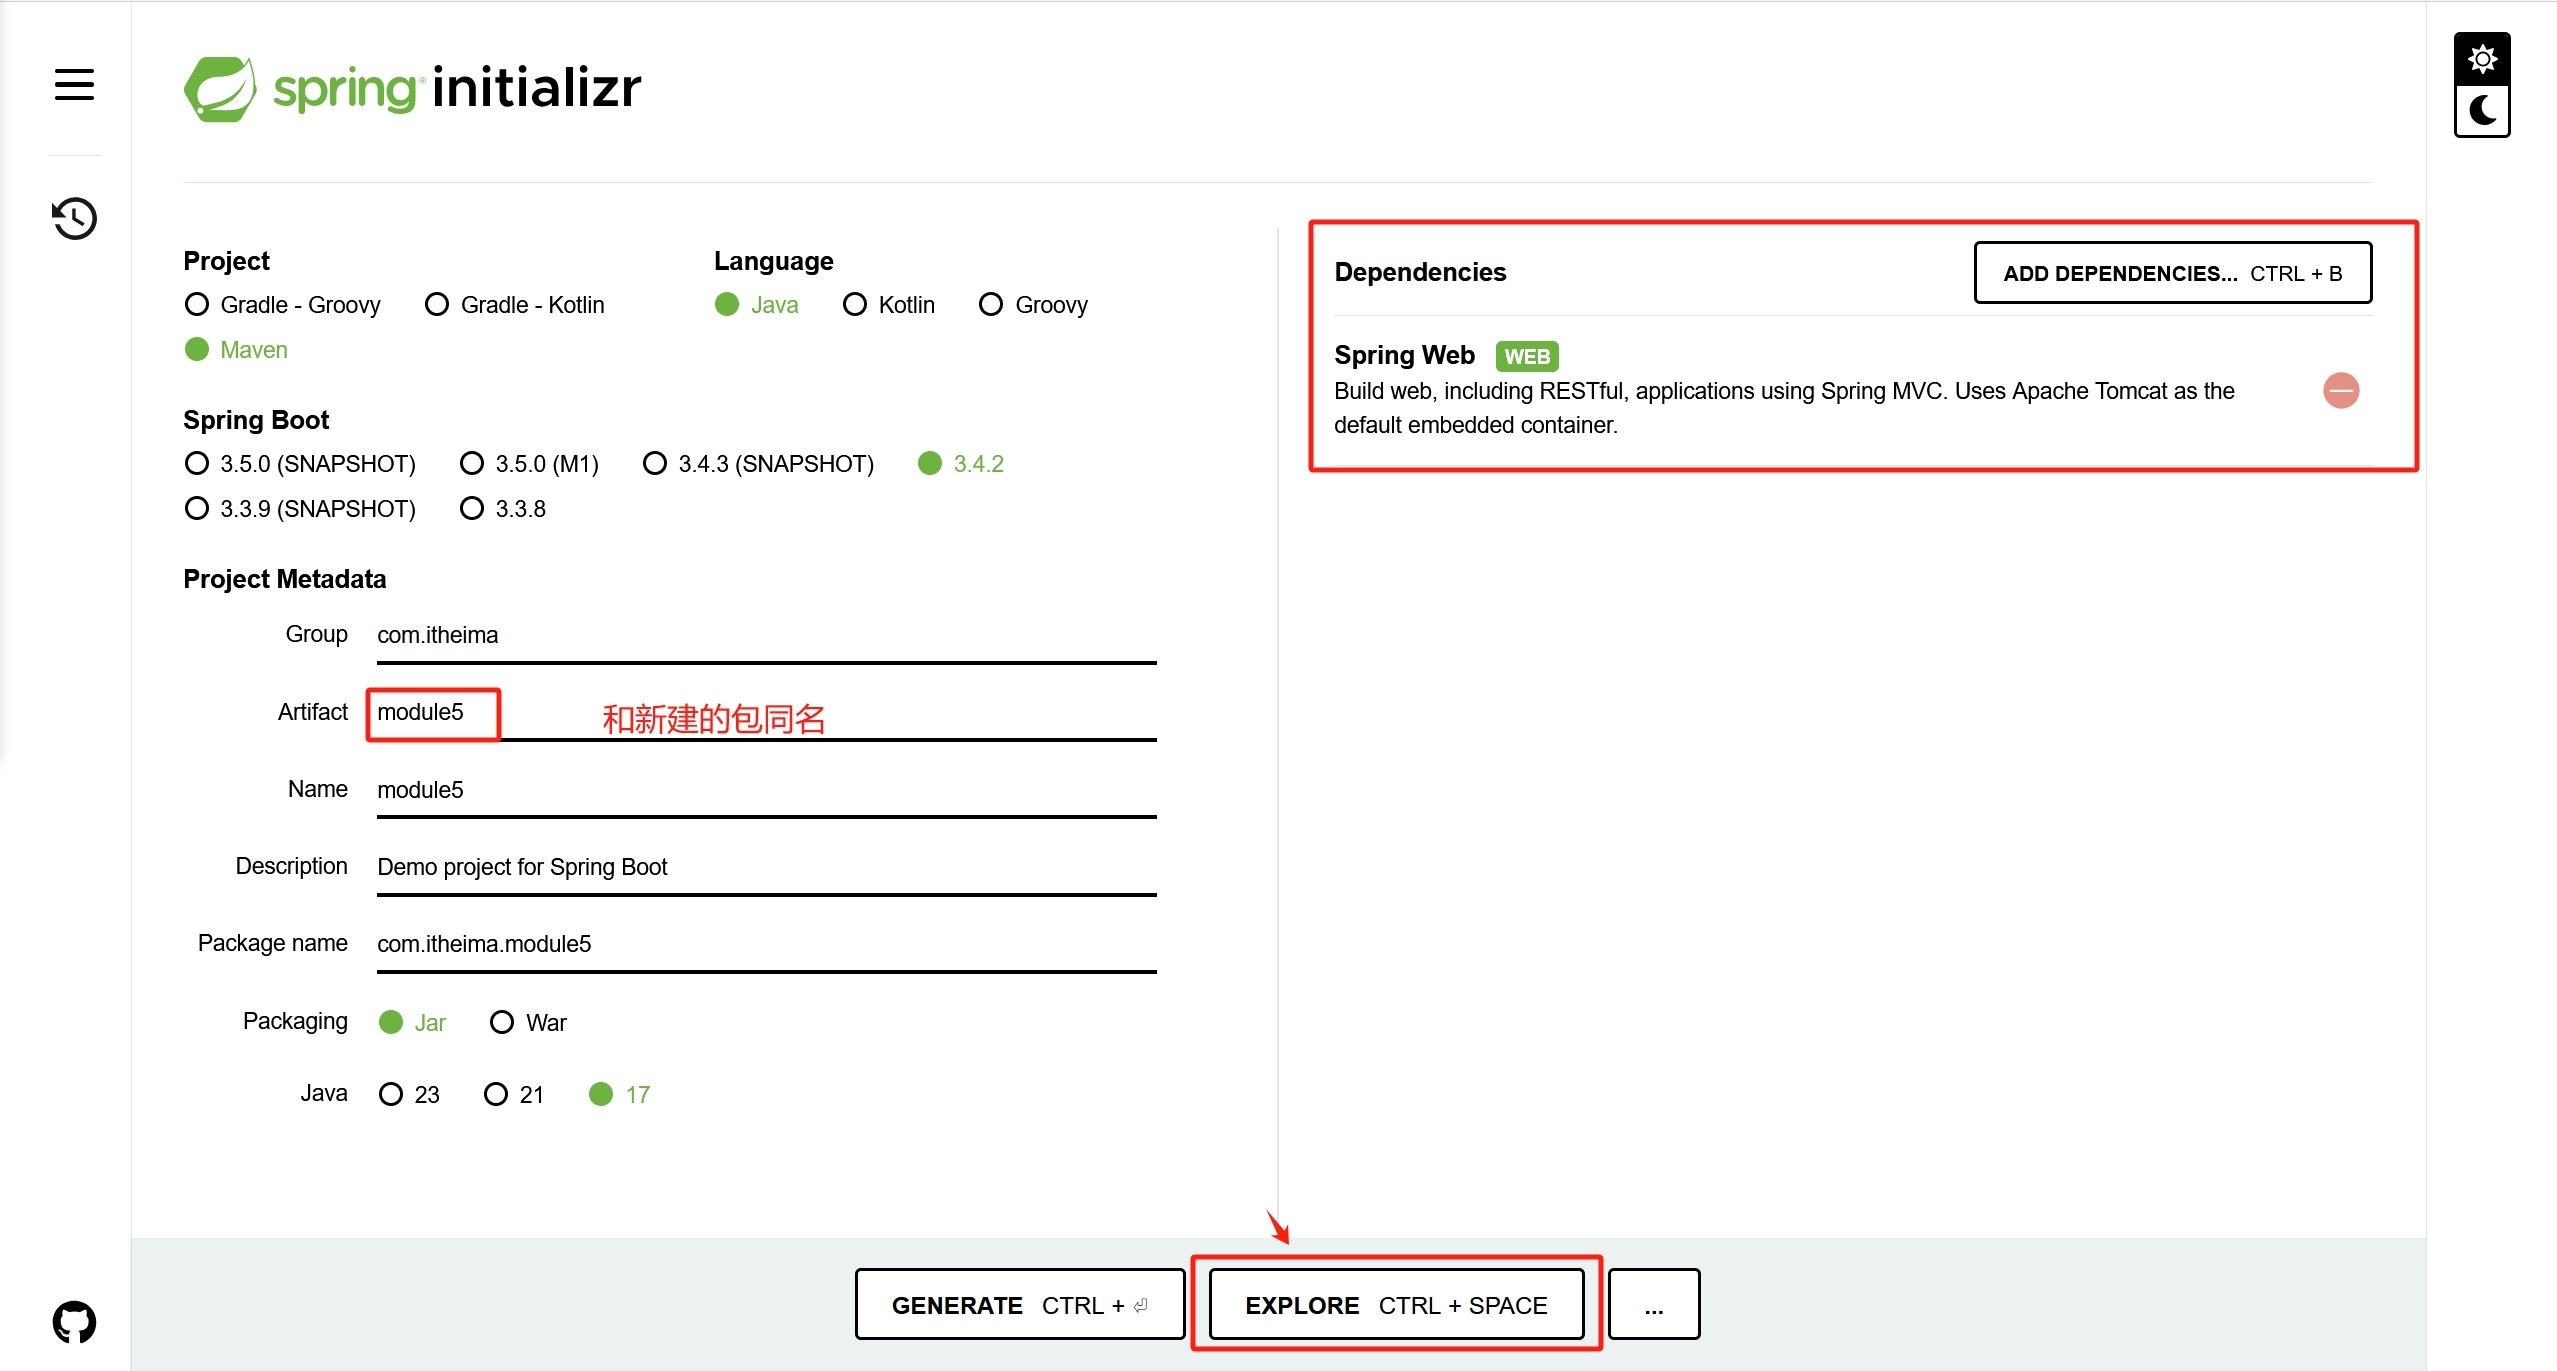 spring initializr
Project
Gradle - Groovy Gradle - Kotlin
Maven
Language
Java Kotlin Groovy
Spring Boot
3.5.0 (SNAPSHOT) 3.5.0 (M1) 3.4.3 (SNAPSHOT) 3.4.2
3.3.9 (SNAPSHOT) 3.3.8
Project Metadata
Group com.itheima
Artifact module5 和新建的包同名
Name module5
Description Demo project for Spring Boot
Package name com.itheima.module5
Packaging Jar War
Java 23 21 17
Dependencies ADD DEPENDENCIES... CTRL + B
Spring Web WEB
Build web, including RESTful, applications using Spring MVC. Uses Apache Tomcat as the
default embedded container.
GENERATE CTRL + ⏎ EXPLORE CTRL + SPACE ...